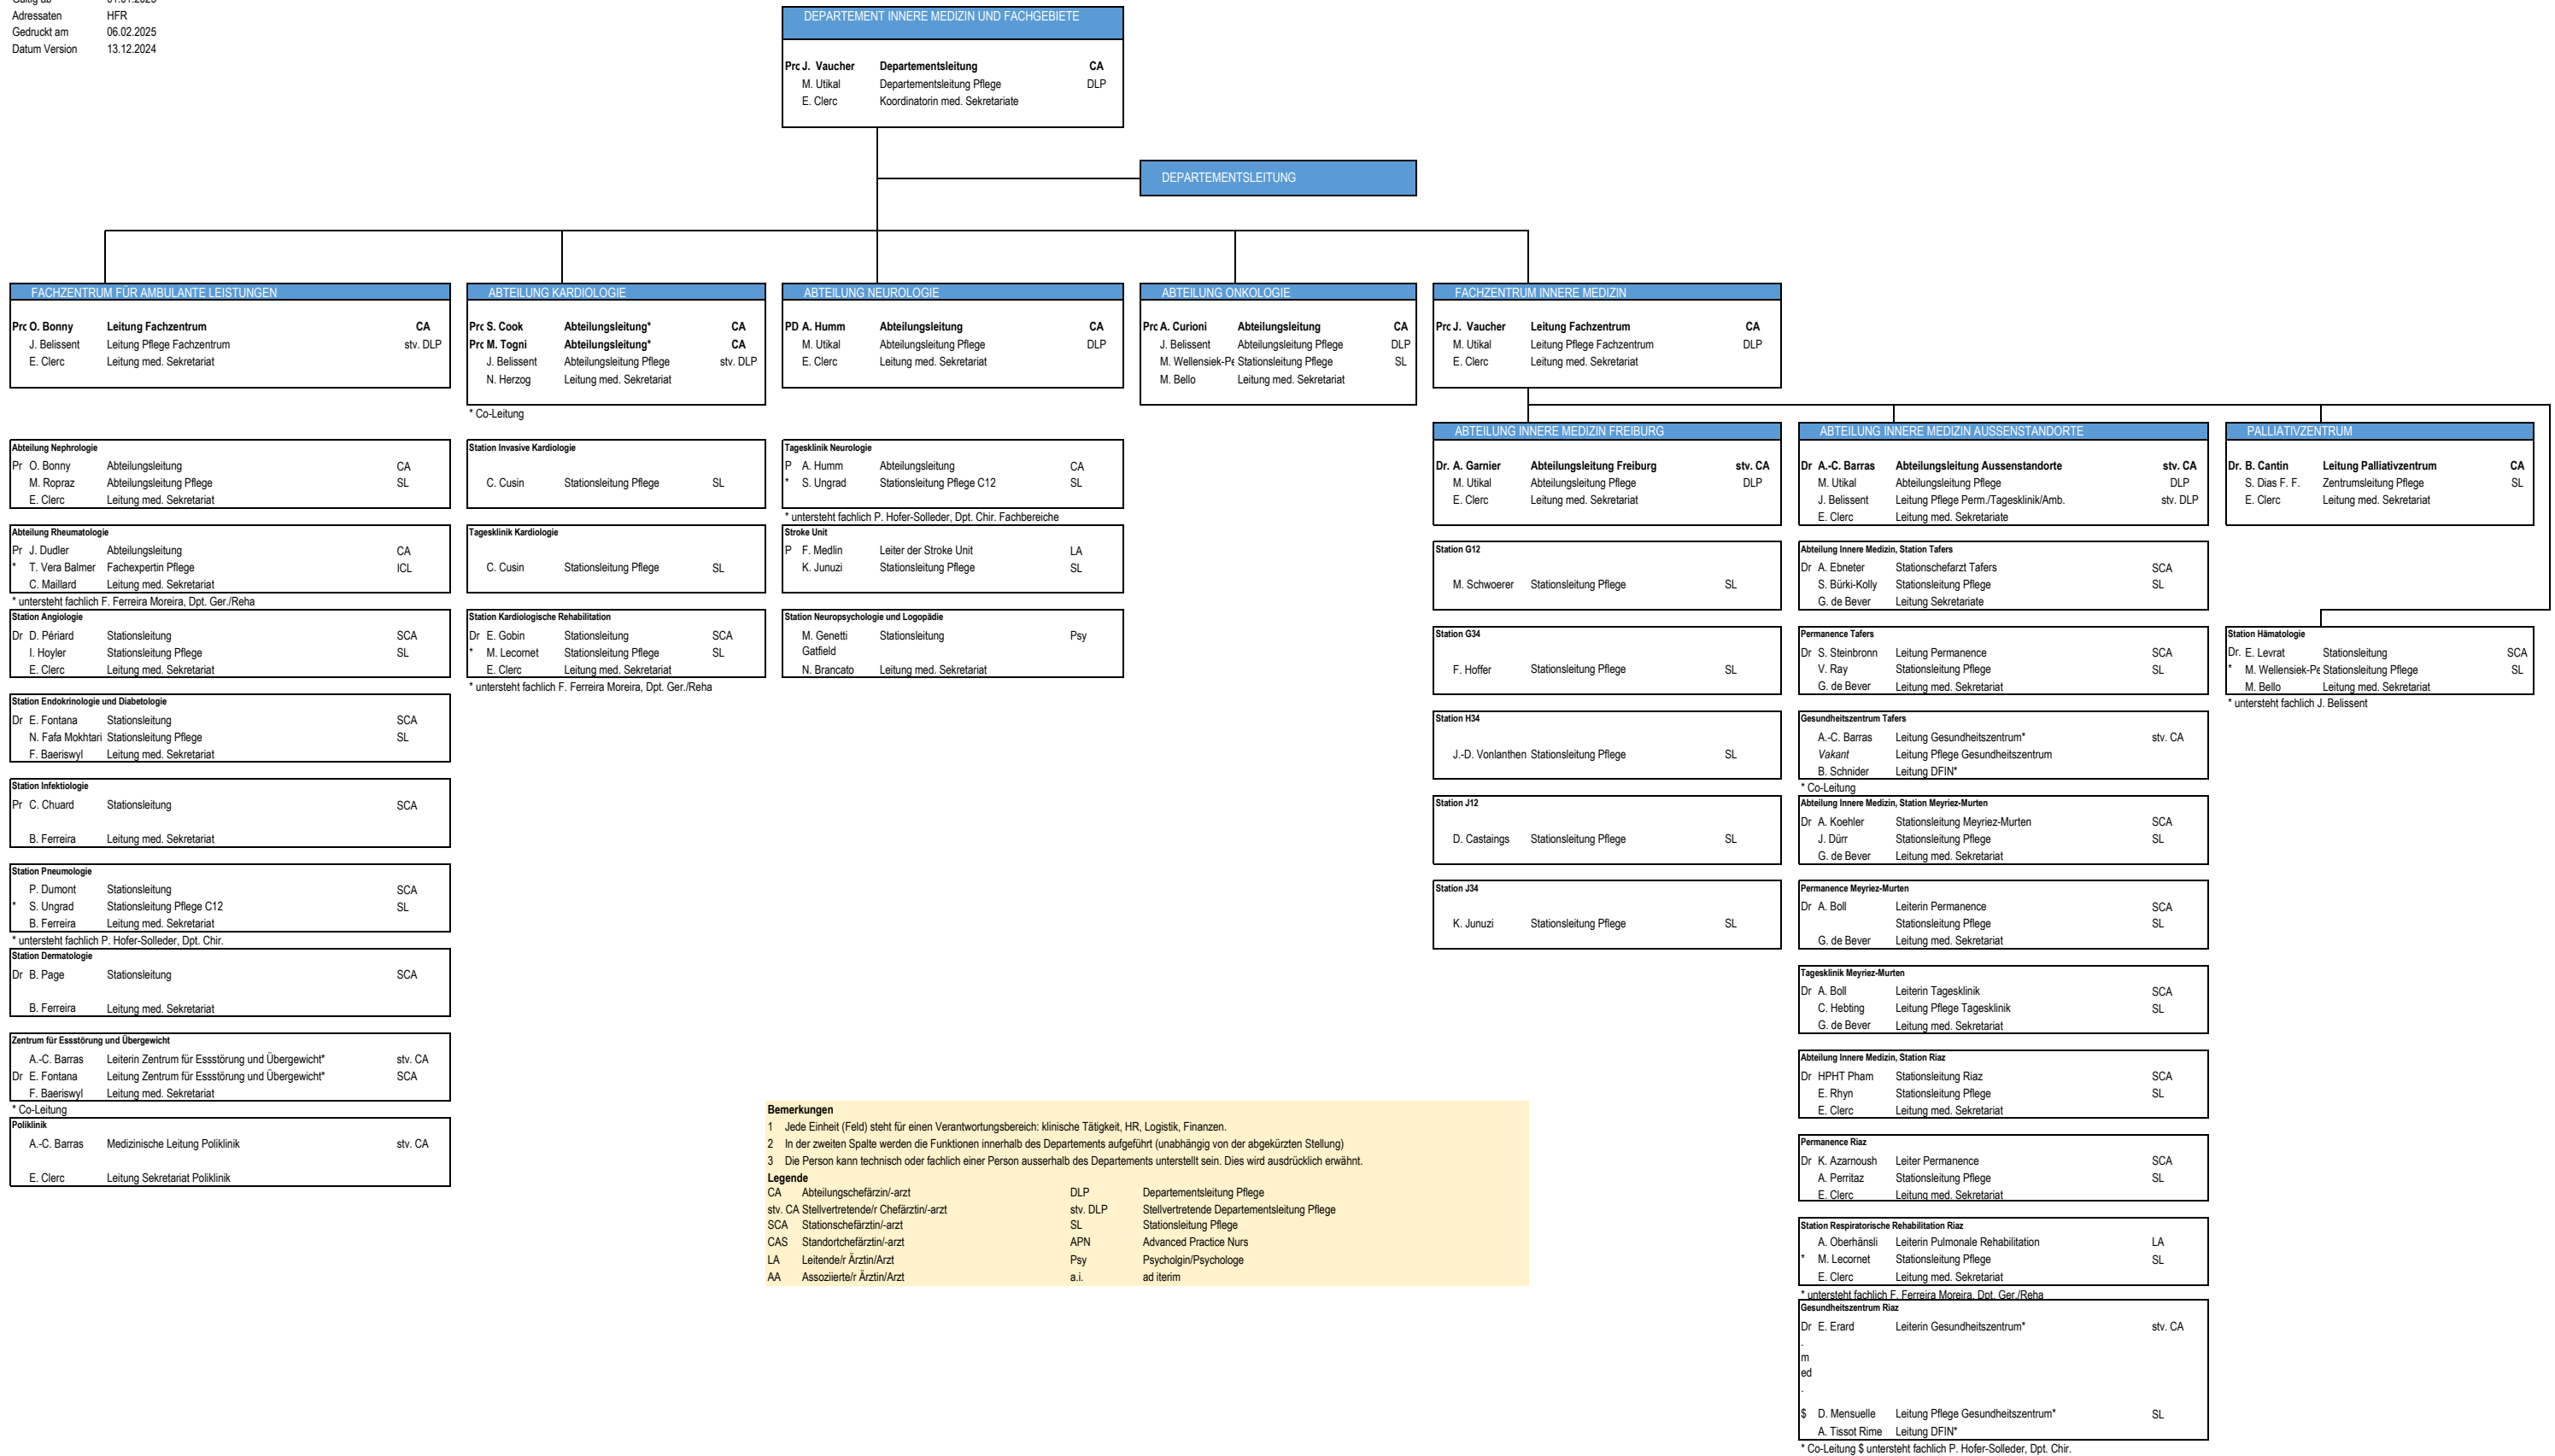 Adressaten HFR
Gedruckt am 06.02.2025
Datum Version 13.12.2024
DEPARTEMENT INNERE MEDIZIN UND FACHGEBIETE
Prc J. Vaucher Departementsleitung CA
M. Utikal Departementsleitung Pflege DLP
E. Clerc Koordinatorin med. Sekretariate
DEPARTEMENTSLEITUNG
FACHZENTRUM FÜR AMBULANTE LEISTUNGEN
Prc O. Bonny Leitung Fachzentrum CA
J. Belissent Leitung Pflege Fachzentrum stv. DLP
E. Clerc Leitung med. Sekretariat
Abteilung Nephrologie
Pr O. Bonny Abteilungsleitung CA
M. Ropraz Abteilungsleitung Pflege SL
E. Clerc Leitung med. Sekretariat
Abteilung Rheumatologie
Pr J. Dudler Abteilungsleitung CA
* T. Vera Balmer Fachexpertin Pflege ICL
C. Maillard Leitung med. Sekretariat
* untersteht fachlich F. Ferreira Moreira, Dpt. Ger./Reha
Station Angiologie
Dr D. Périard Stationsleitung SCA
I. Hoyler Stationsleitung Pflege SL
E. Clerc Leitung med. Sekretariat
Station Endokrinologie und Diabetologie
Dr E. Fontana Stationsleitung SCA
N. Fafa Mokhtari Stationsleitung Pflege SL
F. Baeriswyl Leitung med. Sekretariat
Station Infektiologie
Pr C. Chuard Stationsleitung SCA
B. Ferreira Leitung med. Sekretariat
Station Pneumologie
P. Dumont Stationsleitung SCA
* S. Ungrad Stationsleitung Pflege C12 SL
B. Ferreira Leitung med. Sekretariat
* untersteht fachlich P. Hofer-Solleder, Dpt. Chir.
Station Dermatologie
Dr B. Page Stationsleitung SCA
B. Ferreira Leitung med. Sekretariat
Zentrum für Essstörung und Übergewicht
A.-C. Barras Leiterin Zentrum für Essstörung und Übergewicht* stv. CA
Dr E. Fontana Leitung Zentrum für Essstörung und Übergewicht* SCA
F. Baeriswyl Leitung med. Sekretariat
* Co-Leitung
Poliklinik
A.-C. Barras Medizinische Leitung Poliklinik stv. CA
E. Clerc Leitung Sekretariat Poliklinik
ABTEILUNG KARDIOLOGIE
Prc S. Cook Abteilungsleitung* CA
Prc M. Togni Abteilungsleitung* CA
J. Belissent Abteilungsleitung Pflege stv. DLP
N. Herzog Leitung med. Sekretariat
* Co-Leitung
Station Invasive Kardiologie
C. Cusin Stationsleitung Pflege SL
Tagesklinik Kardiologie
C. Cusin Stationsleitung Pflege SL
Station Kardiologische Rehabilitation
Dr E. Gobin Stationsleitung SCA
* M. Lecornet Stationsleitung Pflege SL
E. Clerc Leitung med. Sekretariat
* untersteht fachlich F. Ferreira Moreira, Dpt. Ger./Reha
ABTEILUNG NEUROLOGIE
PD A. Humm Abteilungsleitung CA
M. Utikal Abteilungsleitung Pflege DLP
E. Clerc Leitung med. Sekretariat
Tagesklinik Neurologie
P A. Humm Abteilungsleitung CA
* S. Ungrad Stationsleitung Pflege C12 SL
* untersteht fachlich P. Hofer-Solleder, Dpt. Chir. Fachbereiche
Stroke Unit
P F. Medlin Leiter der Stroke Unit LA
K. Junuzi Stationsleitung Pflege SL
Station Neuropsychologie und Logopädie
M. Genetti Stationsleitung Psy
Gatfield
N. Brancato Leitung med. Sekretariat
ABTEILUNG ONKOLOGIE
Prc A. Curioni Abteilungsleitung CA
J. Belissent Abteilungsleitung Pflege DLP
M. Wellensiek-Pe Stationsleitung Pflege SL
M. Bello Leitung med. Sekretariat
FACHZENTRUM INNERE MEDIZIN
Prc J. Vaucher Leitung Fachzentrum CA
M. Utikal Leitung Pflege Fachzentrum DLP
E. Clerc Leitung med. Sekretariat
ABTEILUNG INNERE MEDIZIN FREIBURG
Dr. A. Garnier Abteilungsleitung Freiburg stv. CA
M. Utikal Abteilungsleitung Pflege DLP
E. Clerc Leitung med. Sekretariat
Station G12
M. Schwoerer Stationsleitung Pflege SL
Station G34
F. Hoffer Stationsleitung Pflege SL
Station H34
J.-D. Vonlanthen Stationsleitung Pflege SL
Station J12
D. Castaings Stationsleitung Pflege SL
Station J34
K. Junuzi Stationsleitung Pflege SL
ABTEILUNG INNERE MEDIZIN AUSSENSTANDORTE
Dr A.-C. Barras Abteilungsleitung Aussenstandorte stv. CA
M. Utikal Abteilungsleitung Pflege DLP
J. Belissent Leitung Pflege Perm./Tagesklinik/Amb. stv. DLP
E. Clerc Leitung med. Sekretariate
Abteilung Innere Medizin, Station Tafers
Dr A. Ebneter Stationschefarzt Tafers SCA
S. Bürki-Kolly Stationsleitung Pflege SL
G. de Bever Leitung Sekretariate
Permanence Tafers
Dr S. Steinbronn Leitung Permanence SCA
V. Ray Stationsleitung Pflege SL
G. de Bever Leitung med. Sekretariat
Gesundheitszentrum Tafers
A.-C. Barras Leitung Gesundheitszentrum* stv. CA
Vakant Leitung Pflege Gesundheitszentrum
B. Schnider Leitung DFIN*
* Co-Leitung
Abteilung Innere Medizin, Station Meyriez-Murten
Dr A. Koehler Stationsleitung Meyriez-Murten SCA
J. Dürr Stationsleitung Pflege SL
G. de Bever Leitung med. Sekretariat
Permanence Meyriez-Murten
Dr A. Boll Leiterin Permanence SCA
Stationsleitung Pflege SL
G. de Bever Leitung med. Sekretariat
Tagesklinik Meyriez-Murten
Dr A. Boll Leiterin Tagesklinik SCA
C. Hebting Leitung Pflege Tagesklinik SL
G. de Bever Leitung med. Sekretariat
Abteilung Innere Medizin, Station Riaz
Dr HPHT Pham Stationsleitung Riaz SCA
E. Rhyn Stationsleitung Pflege SL
E. Clerc Leitung med. Sekretariat
Permanence Riaz
Dr K. Azarnoush Leiter Permanence SCA
A. Perritaz Stationsleitung Pflege SL
E. Clerc Leitung med. Sekretariat
Station Respiratorische Rehabilitation Riaz
A. Oberhänsli Leiterin Pulmonale Rehabilitation LA
* M. Lecornet Stationsleitung Pflege SL
E. Clerc Leitung med. Sekretariat
* untersteht fachlich F. Ferreira Moreira, Dpt. Ger./Reha
Gesundheitszentrum Riaz
Dr E. Erard Leiterin Gesundheitszentrum* stv. CA
.
m
ed
.
$ D. Mensuelle Leitung Pflege Gesundheitszentrum* SL
A. Tissot Rime Leitung DFIN*
* Co-Leitung $ untersteht fachlich P. Hofer-Solleder, Dpt. Chir.
PALLIATIVZENTRUM
Dr. B. Cantin Leitung Palliativzentrum CA
S. Dias F. F. Zentrumsleitung Pflege SL
E. Clerc Leitung med. Sekretariat
Station Hämatologie
Dr. E. Levrat Stationsleitung SCA
* M. Wellensiek-Pe Stationsleitung Pflege SL
M. Bello Leitung med. Sekretariat
* untersteht fachlich J. Belissent
Bemerkungen
1 Jede Einheit (Feld) steht für einen Verantwortungsbereich: klinische Tätigkeit, HR, Logistik, Finanzen.
2 In der zweiten Spalte werden die Funktionen innerhalb des Departements aufgeführt (unabhängig von der abgekürzten Stellung)
3 Die Person kann technisch oder fachlich einer Person ausserhalb des Departements unterstellt sein. Dies wird ausdrücklich erwähnt.
Legende
CA Abteilungschefärzin/-arzt DLP Departementsleitung Pflege
stv. CA Stellvertretende/r Chefärztin/-arzt stv. DLP Stellvertretende Departementsleitung Pflege
SCA Stationschefärztin/-arzt SL Stationsleitung Pflege
CAS Standortchefärztin/-arzt APN Advanced Practice Nurs
LA Leitende/r Ärztin/Arzt Psy Psycholgin/Psychologe
AA Assoziierte/r Ärztin/Arzt a.i. ad iterim